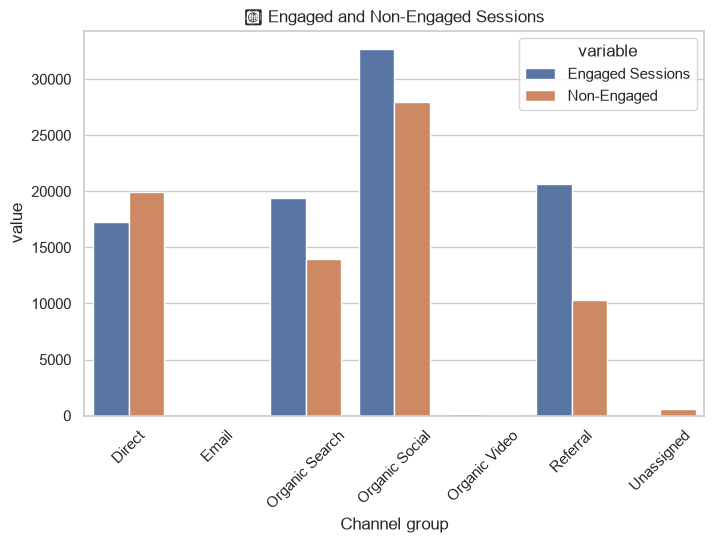 Engaged and Non-Engaged Sessions
variable
Engaged Sessions
Non-Engaged
value
30000
25000
20000
15000
10000
5000
0
Direct
Email
Organic Search
Organic Social
Organic Video
Referral
Unassigned
Channel group